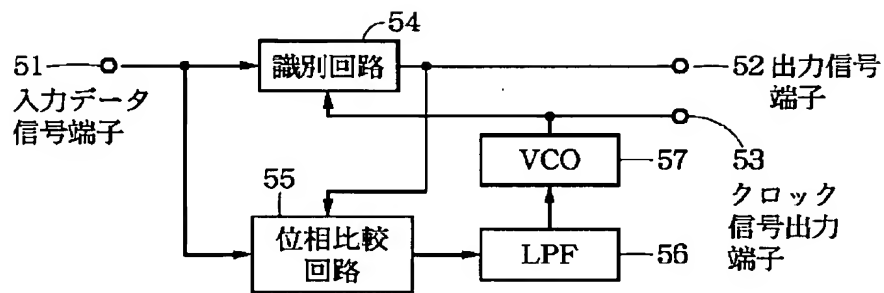 54
51
識別回路
52 出力信号
端子
入力データ
信号端子
VCO
57
53
クロック
信号出力
端子
55
位相比較
回路
LPF
56